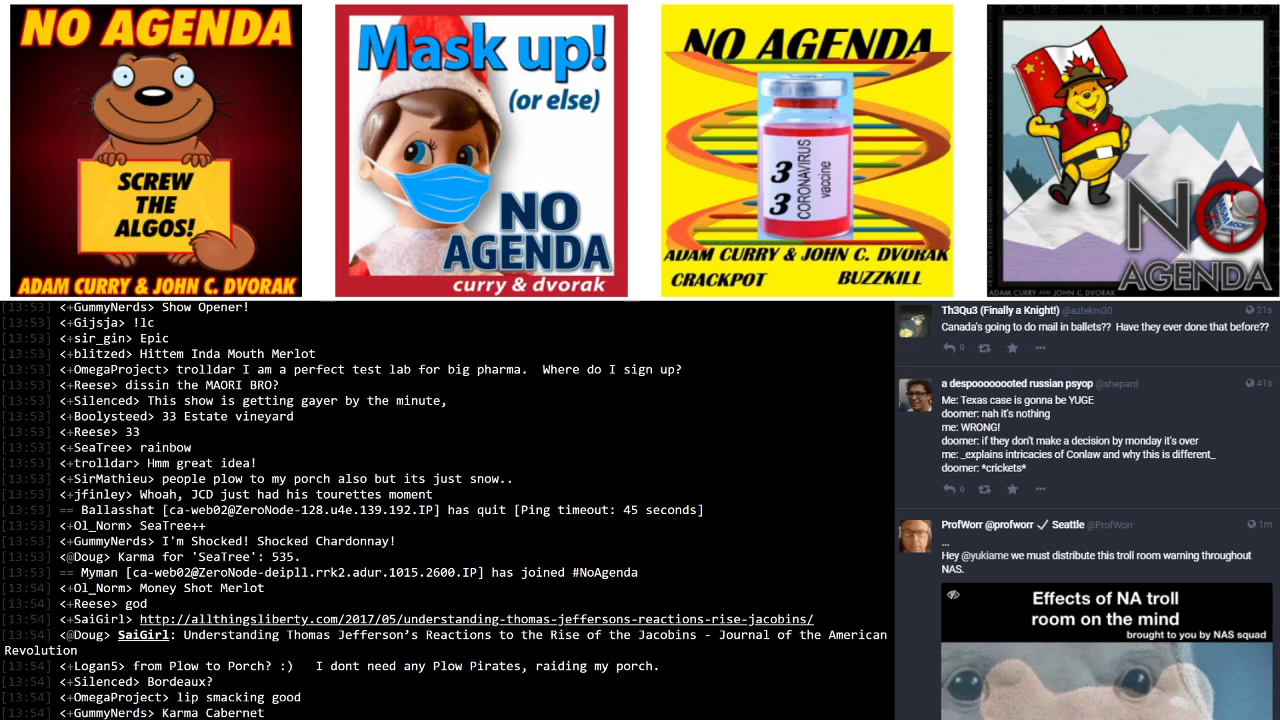 NO AGENDA
SCREW
THE
ALGOS!
ADAM CURRY & JOHN C. DVORAK
Mask up!
(or else)
NO
AGENDA
curry & dvorak
NO AGENDA
33
CORONAVIRUS
vaccine
ADAM CURRY & JOHN C. DVORAK
CRACKPOT
BUZZKILL
NO
AGENDA
ADAM CURRY AND JOHN C. DVORAK
[13:53] <+GummyNerds> Show Opener!
[13:53] <+Gijsja> !lc
[13:53] <+sir_gin> Epic
[13:53] <+blitzed> Hittem Inda Mouth Merlot
[13:53] <+OmegaProject> trolldar I am a perfect test lab for big pharma.  Where do I sign up?
[13:53] <+Reese> dissin the MAORI BRO?
[13:53] <+Silenced> This show is getting gayer by the minute,
[13:53] <+Boolysteed> 33 Estate vineyard
[13:53] <+Reese> 33
[13:53] <+SeaTree> rainbow
[13:53] <+trolldar> Hmm great idea!
[13:53] <+SirMathieu> people plow to my porch also but its just snow..
[13:53] <+jfinley> Whoah, JCD just had his tourettes moment
[13:53] == Ballasshat [ca-web02@ZeroNode-128.u4e.139.192.IP] has quit [Ping timeout: 45 seconds]
[13:53] <+Ol_Norm> SeaTree++
[13:53] <+GummyNerds> I'm Shocked! Shocked Chardonnay!
[13:53] <@Doug> Karma for 'SeaTree': 535.
[13:53] == Myman [ca-web02@ZeroNode-deipll.rrk2.adur.1015.2600.IP] has joined #NoAgenda
[13:54] <+Ol_Norm> Money Shot Merlot
[13:54] <+Reese> god
[13:54] <+SaiGirl> http://allthingsliberty.com/2017/05/understanding-thomas-jeffersons-reactions-rise-jacobins/
[13:54] <@Doug> SaiGirl: Understanding Thomas Jefferson's Reactions to the Rise of the Jacobins - Journal of the American
Revolution
[13:54] <+Logan5> from Plow to Porch? :)   I dont need any Plow Pirates, raiding my porch.
[13:54] <+Silenced> Bordeaux?
[13:54] <+OmegaProject> lip smacking good
[13:54] <+GummyNerds> Karma Cabernet
Th3Qu3 (Finally a Knight!) @aztekm30 21s
Canada's going to do mail in ballets??  Have they ever done that before??
0
a despooooooted russian psyop @shepard 41s
Me: Texas case is gonna be YUGE
doomer: nah it's nothing
me: WRONG!
doomer: if they don't make a decision by monday it's over
me: _explains intricacies of Conlaw and why this is different_
doomer: *crickets*
0
ProfWorr @profworr ✓ Seattle @ProfWorr 1m
...
Hey @yukiame we must distribute this troll room warning throughout
NAS.
Effects of NA troll
room on the mind
brought to you by NAS squad